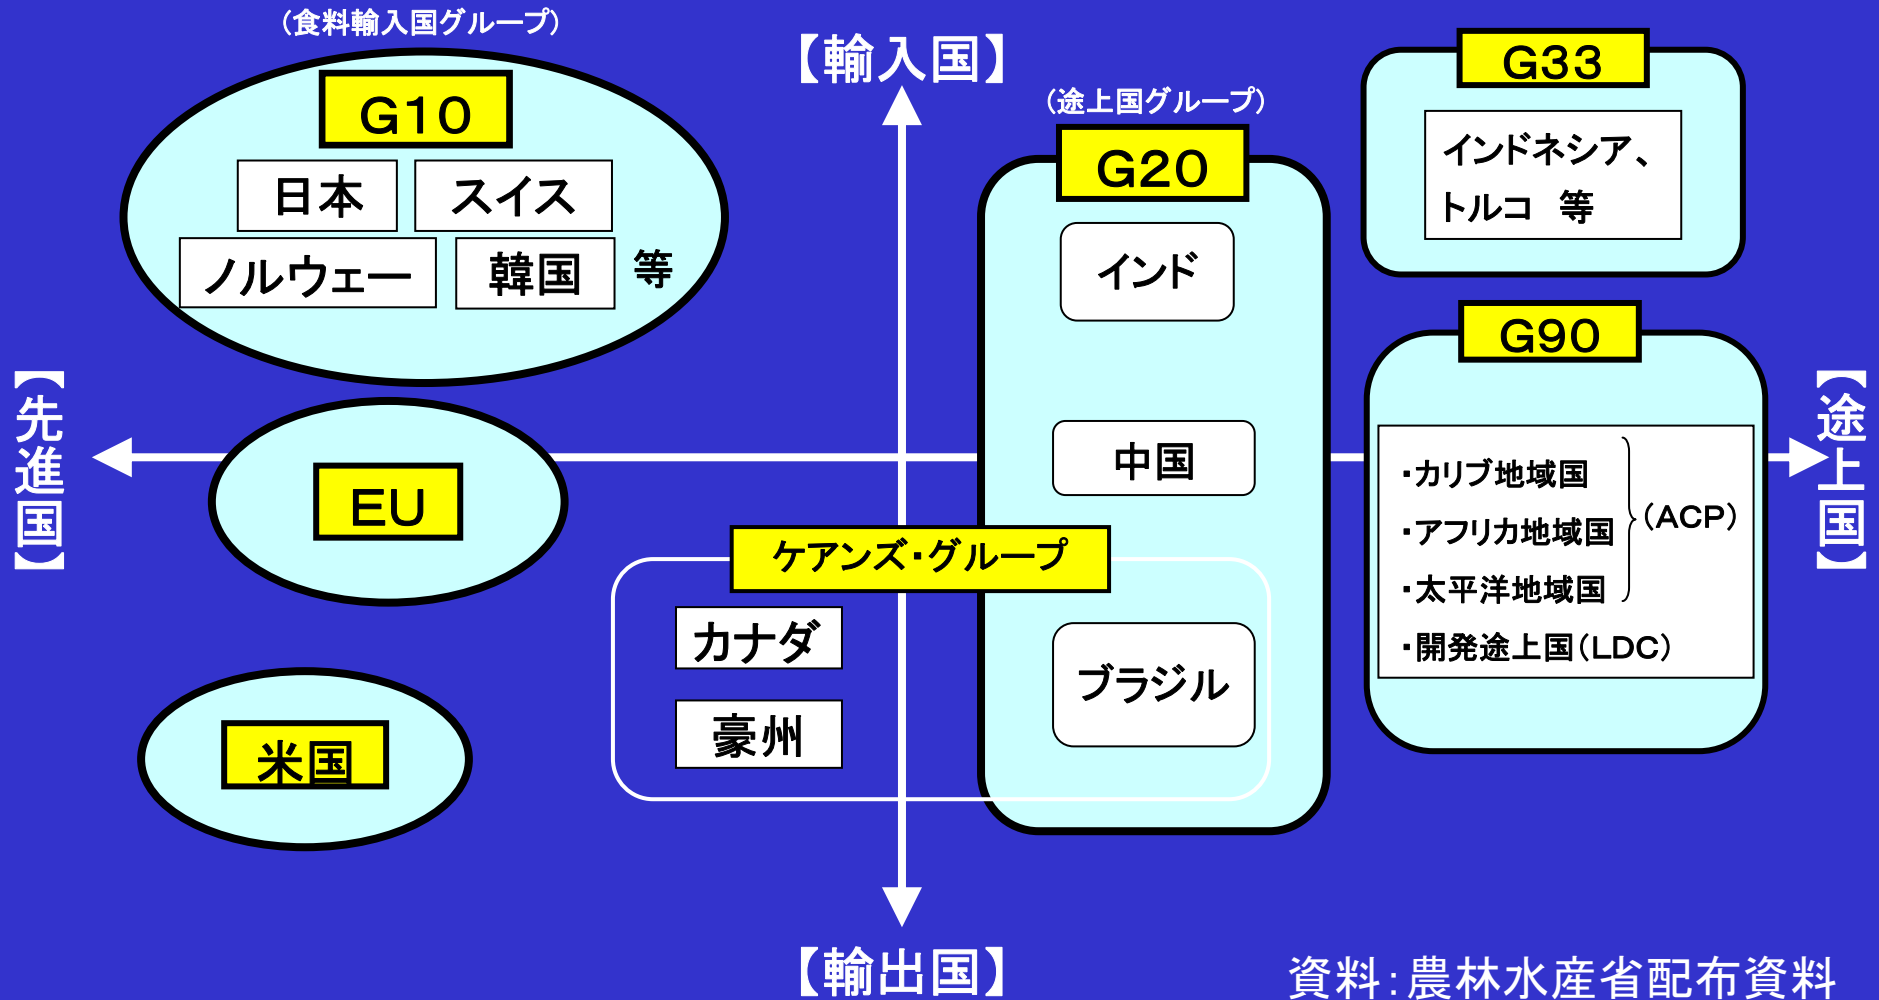 (食料輸入国グループ)
G10
日本
スイス
ノルウェー
韓国
等
【輸入国】
(途上国グループ)
G20
インド
中国
ブラジル
G33
インドネシア、
トルコ 等
G90
・カリブ地域国
・アフリカ地域国
・太平洋地域国
(ACP)
・開発途上国(LDC)
【先進国】
【途上国】
EU
ケアンズ・グループ
カナダ
豪州
米国
【輸出国】
資料:農林水産省配布資料